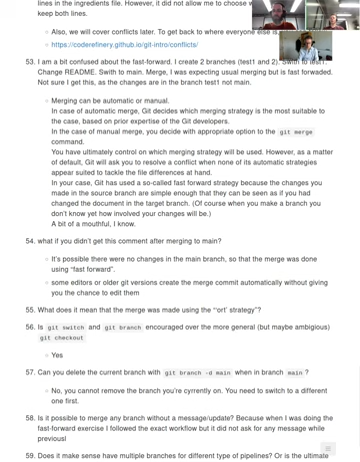 lines in the ingredients file. However, it did not allow me to choose
keep both lines.
Also, we will cover conflicts later. To get back to where everyone else is,
https://coderefinery.github.io/git-intro/conflicts/
53. I am a bit confused about the fast-forward. I create 2 branches (test1 and 2). Swith to test1.
Change README. Swith to main. Merge, I was expecting usual merging but is fast forwaded.
Not sure I get this, as the changes are in the branch test1 not main.
Merging can be automatic or manual.
In case of automatic merge, Git decides which merging strategy is the most suitable to
the case, based on prior expertise of the Git developers.
In the case of manual merge, you decide with appropriate option to the git merge
command.
You have ultimately control on which merging strategy will be used. However, as a matter
of default, Git will ask you to resolve a conflict when none of its automatic strategies
appear suited to tackle the file differences at hand.
In your case, Git has used a so-called fast forward strategy because the changes you
made in the source branch are simple enough that they can be seen as if you had
changed the document in the target branch. (Of course when you make a branch you
don't know yet how involved your changes will be.)
A bit of a mouthful, I know.
54. what if you didn't get this comment after merging to main?
It's possible there were no changes in the main branch, so that the merge was done
using "fast forward".
some editors or older git versions create the merge commit automatically without giving
you the chance to edit them
55. What does it mean that the merge was made using the "'ort' strategy"?
56. Is git switch and git branch encouraged over the more general (but maybe ambigious)
git checkout
Yes
57. Can you delete the current branch with git branch -d main when in branch main ?
No, you cannot remove the branch you're currently on. You need to switch to a different
one first.
58. Is it possible to merge any branch without a message/update? Because when I was doing the
fast-forward exercise I followed the exact workflow but it did not ask for any message while
previousl
59. Does it make sense have multiple branches for different type of pipelines? Or is the ultimate